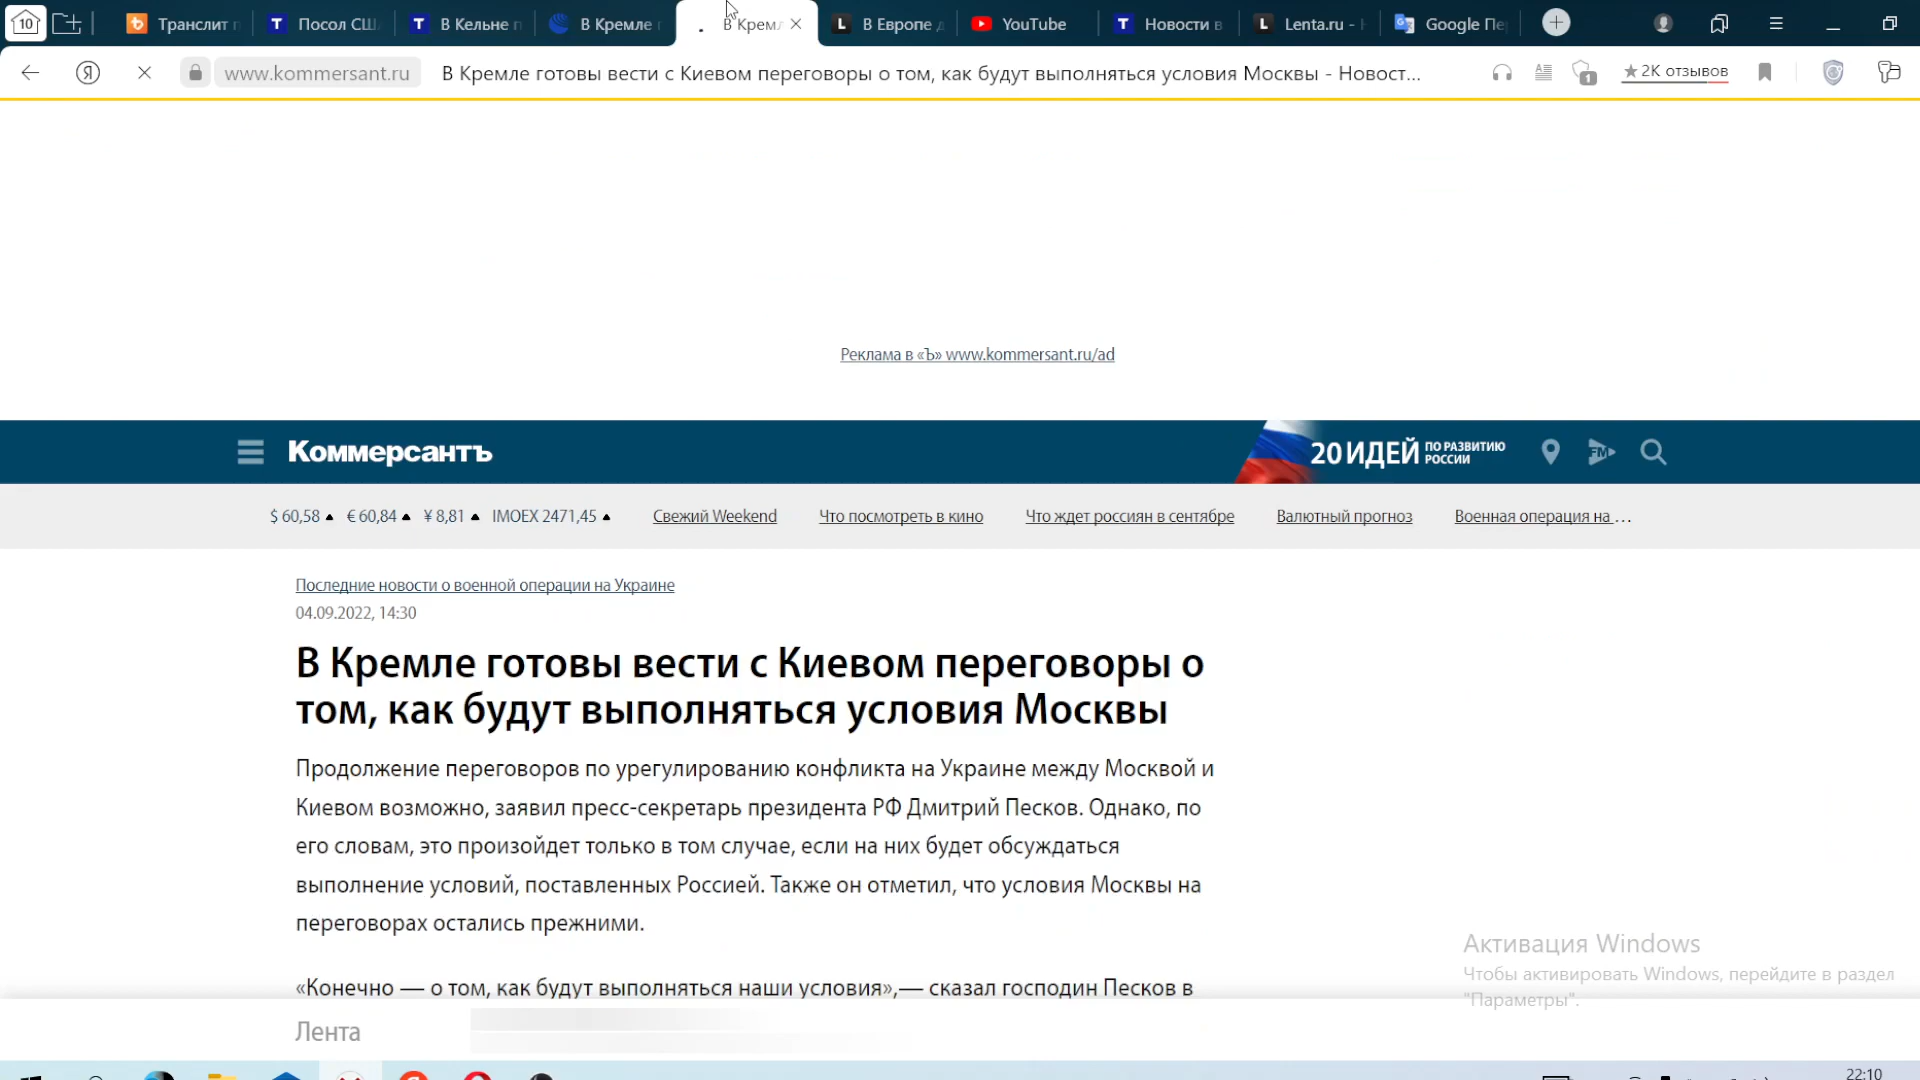 10 Транслит п Посол США В Кельне п В Кремле В Кремл В Европе д YouTube Новости в Lenta.ru - Н Google Пе
www.kommersant.ru В Кремле готовы вести с Киевом переговоры о том, как будут выполняться условия Москвы - Новост... 1 ★ 2K отзывов
Реклама в «Ъ» www.kommersant.ru/ad
Коммерсантъ 20 ИДЕЙ ПО РАЗВИТИЮ РОССИИ FM
$ 60,58 ▲ € 60,84 ▲ ¥ 8,81 ▲ IMOEX 2471,45 ▲ Свежий Weekend Что посмотреть в кино Что ждет россиян в сентябре Валютный прогноз Военная операция на ...
Последние новости о военной операции на Украине
04.09.2022, 14:30
В Кремле готовы вести с Киевом переговоры о
том, как будут выполняться условия Москвы
Продолжение переговоров по урегулированию конфликта на Украине между Москвой и
Киевом возможно, заявил пресс-секретарь президента РФ Дмитрий Песков. Однако, по
его словам, это произойдет только в том случае, если на них будет обсуждаться
выполнение условий, поставленных Россией. Также он отметил, что условия Москвы на
переговорах остались прежними.
«Конечно — о том, как будут выполняться наши условия»,— сказал господин Песков в
Активация Windows
Чтобы активировать Windows, перейдите в раздел
"Параметры".
Лента
22:10